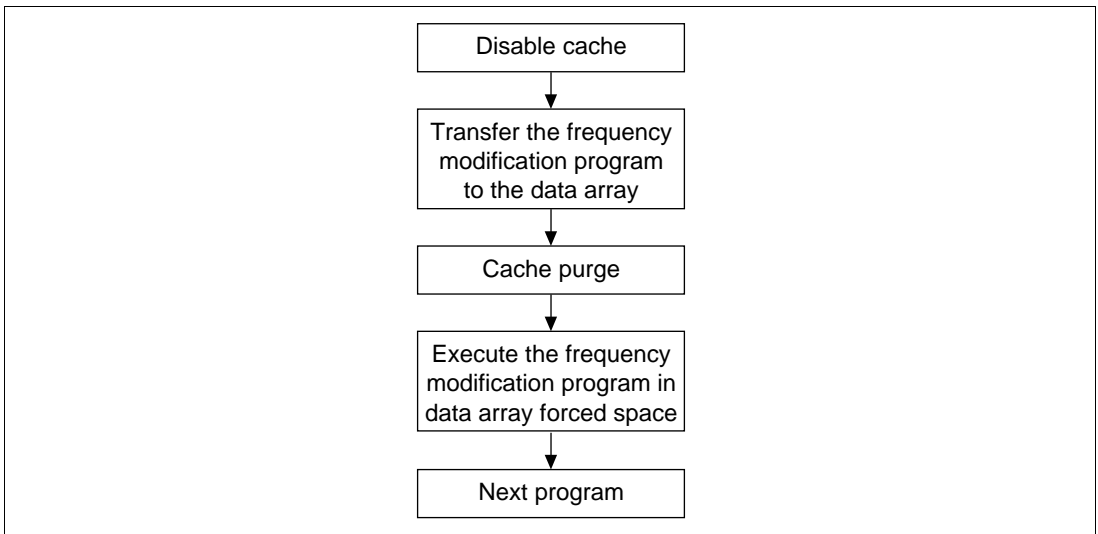 Disable cache
Transfer the frequency
modification program
to the data array
Cache purge
Execute the frequency
modification program in
data array forced space
Next program